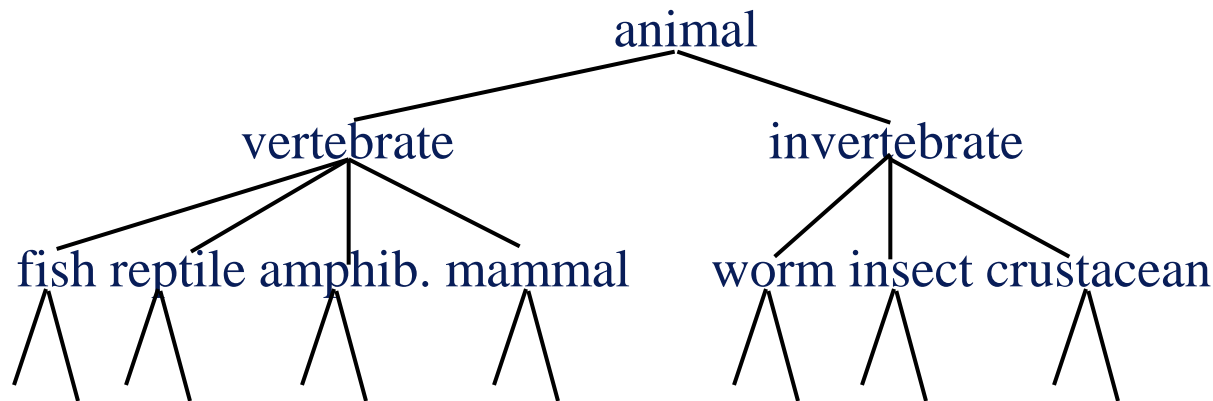 animal
vertebrate invertebrate
fish reptile amphib. mammal worm insect crustacean